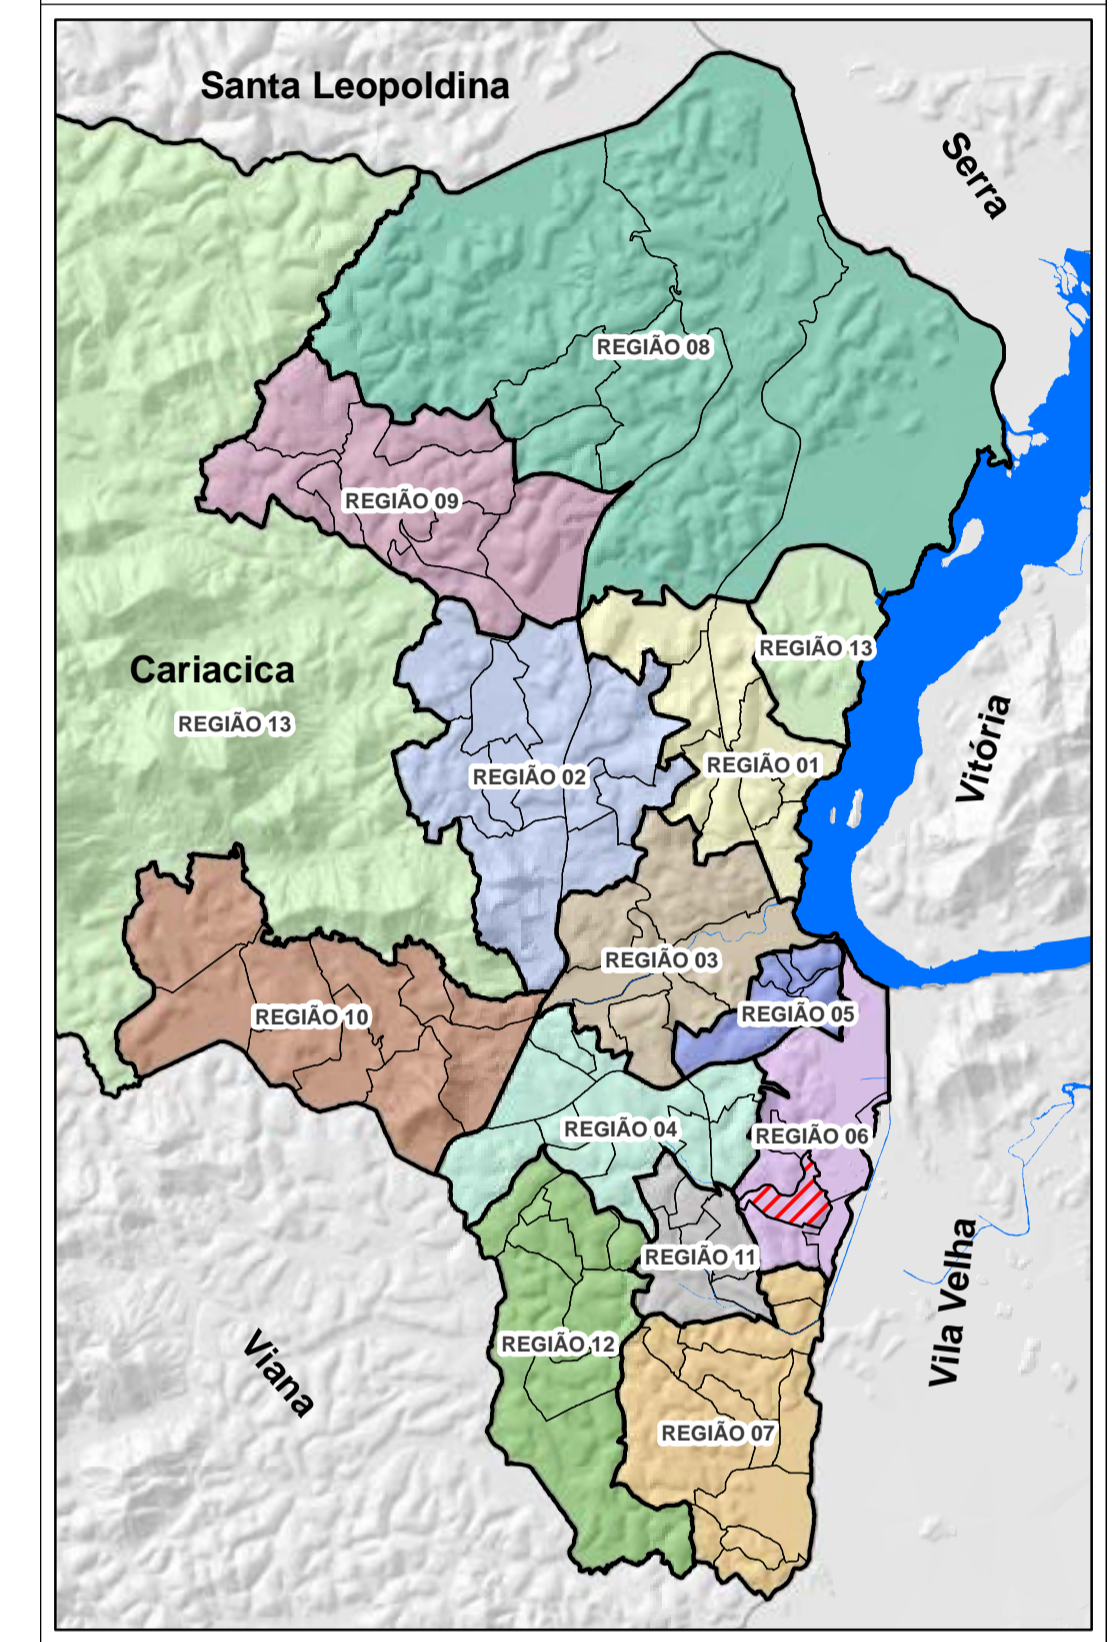 Santa Leopoldina
Serra
REGIÃO 08
REGIÃO 09
REGIÃO 13
Cariacica
REGIÃO 13
Vitória
REGIÃO 01
REGIÃO 02
REGIÃO 03
REGIÃO 05
REGIÃO 10
REGIÃO 04
REGIÃO 06
REGIÃO 11
Vila Velha
REGIÃO 12
Viana
REGIÃO 07